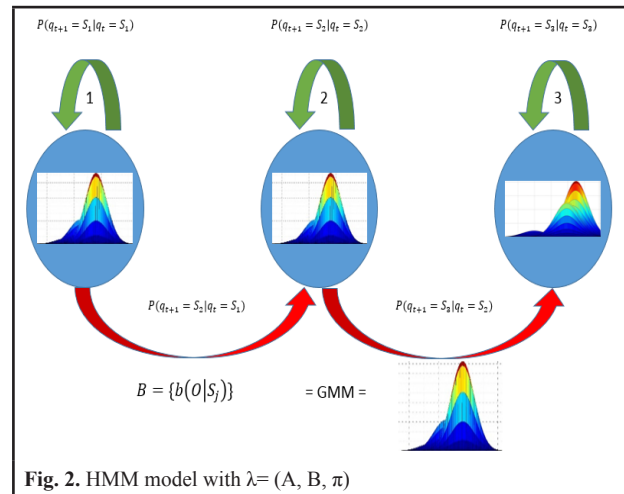 P(q_{t+1} = S_1|q_t = S_1) P(q_{t+1} = S_2|q_t = S_2) P(q_{t+1} = S_3|q_t = S_3)
1 2 3
P(q_{t+1} = S_2|q_t = S_1) P(q_{t+1} = S_3|q_t = S_2)
B = {b(O|S_j)} = GMM =
Fig. 2. HMM model with λ= (A, B, π)